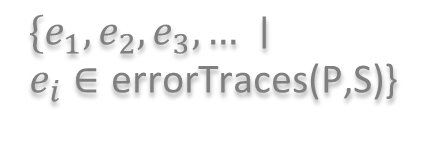 {e₁, e₂, e₃, ... |
eᵢ ∈ errorTraces(P,S)}